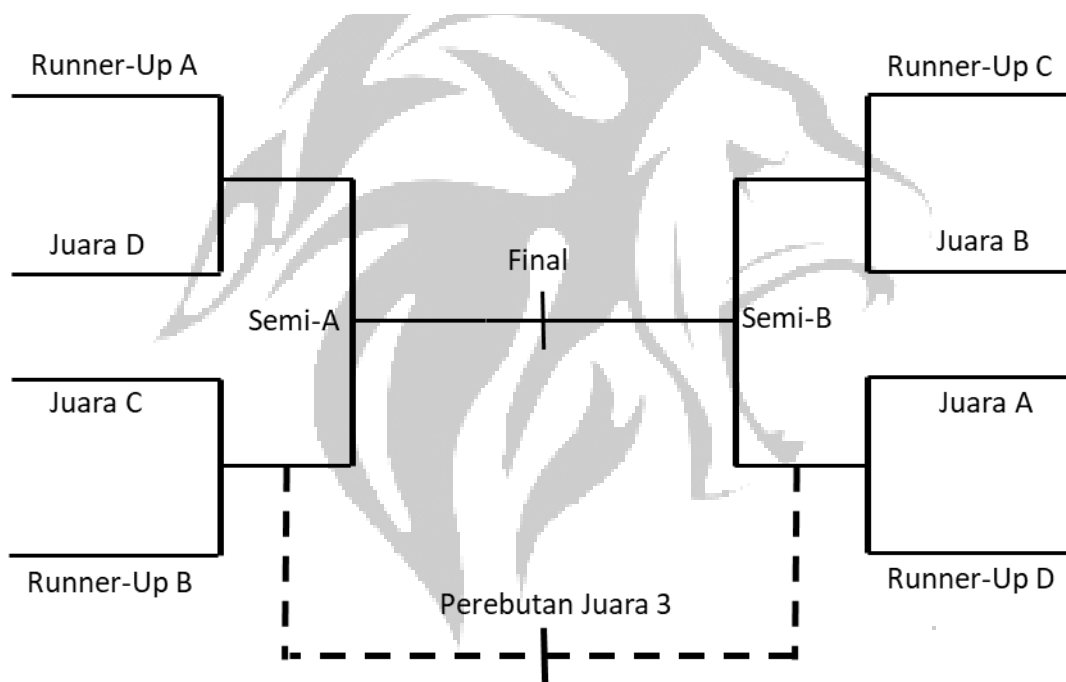 Runner-Up A
Runner-Up C
Juara D
Juara B
Final
Semi-A
Semi-B
Juara C
Juara A
Runner-Up B
Runner-Up D
Perebutan Juara 3